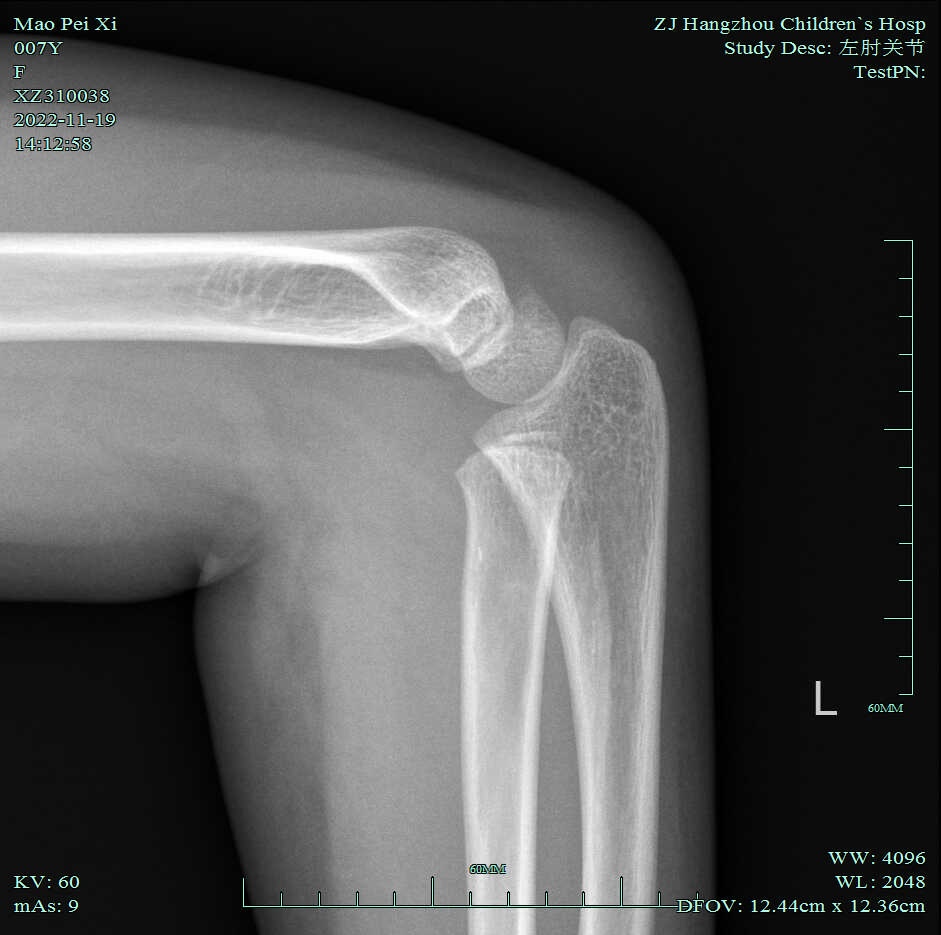 Mao Pei Xi
007Y
F
XZ310038
2022-11-19
14:12:58
ZJ Hangzhou Children`s Hosp
Study Desc: 左肘关节
TestPN:
L
60MM
60MM
KV: 60
mAs: 9
WW: 4096
WL: 2048
DFOV: 12.44cm x 12.36cm